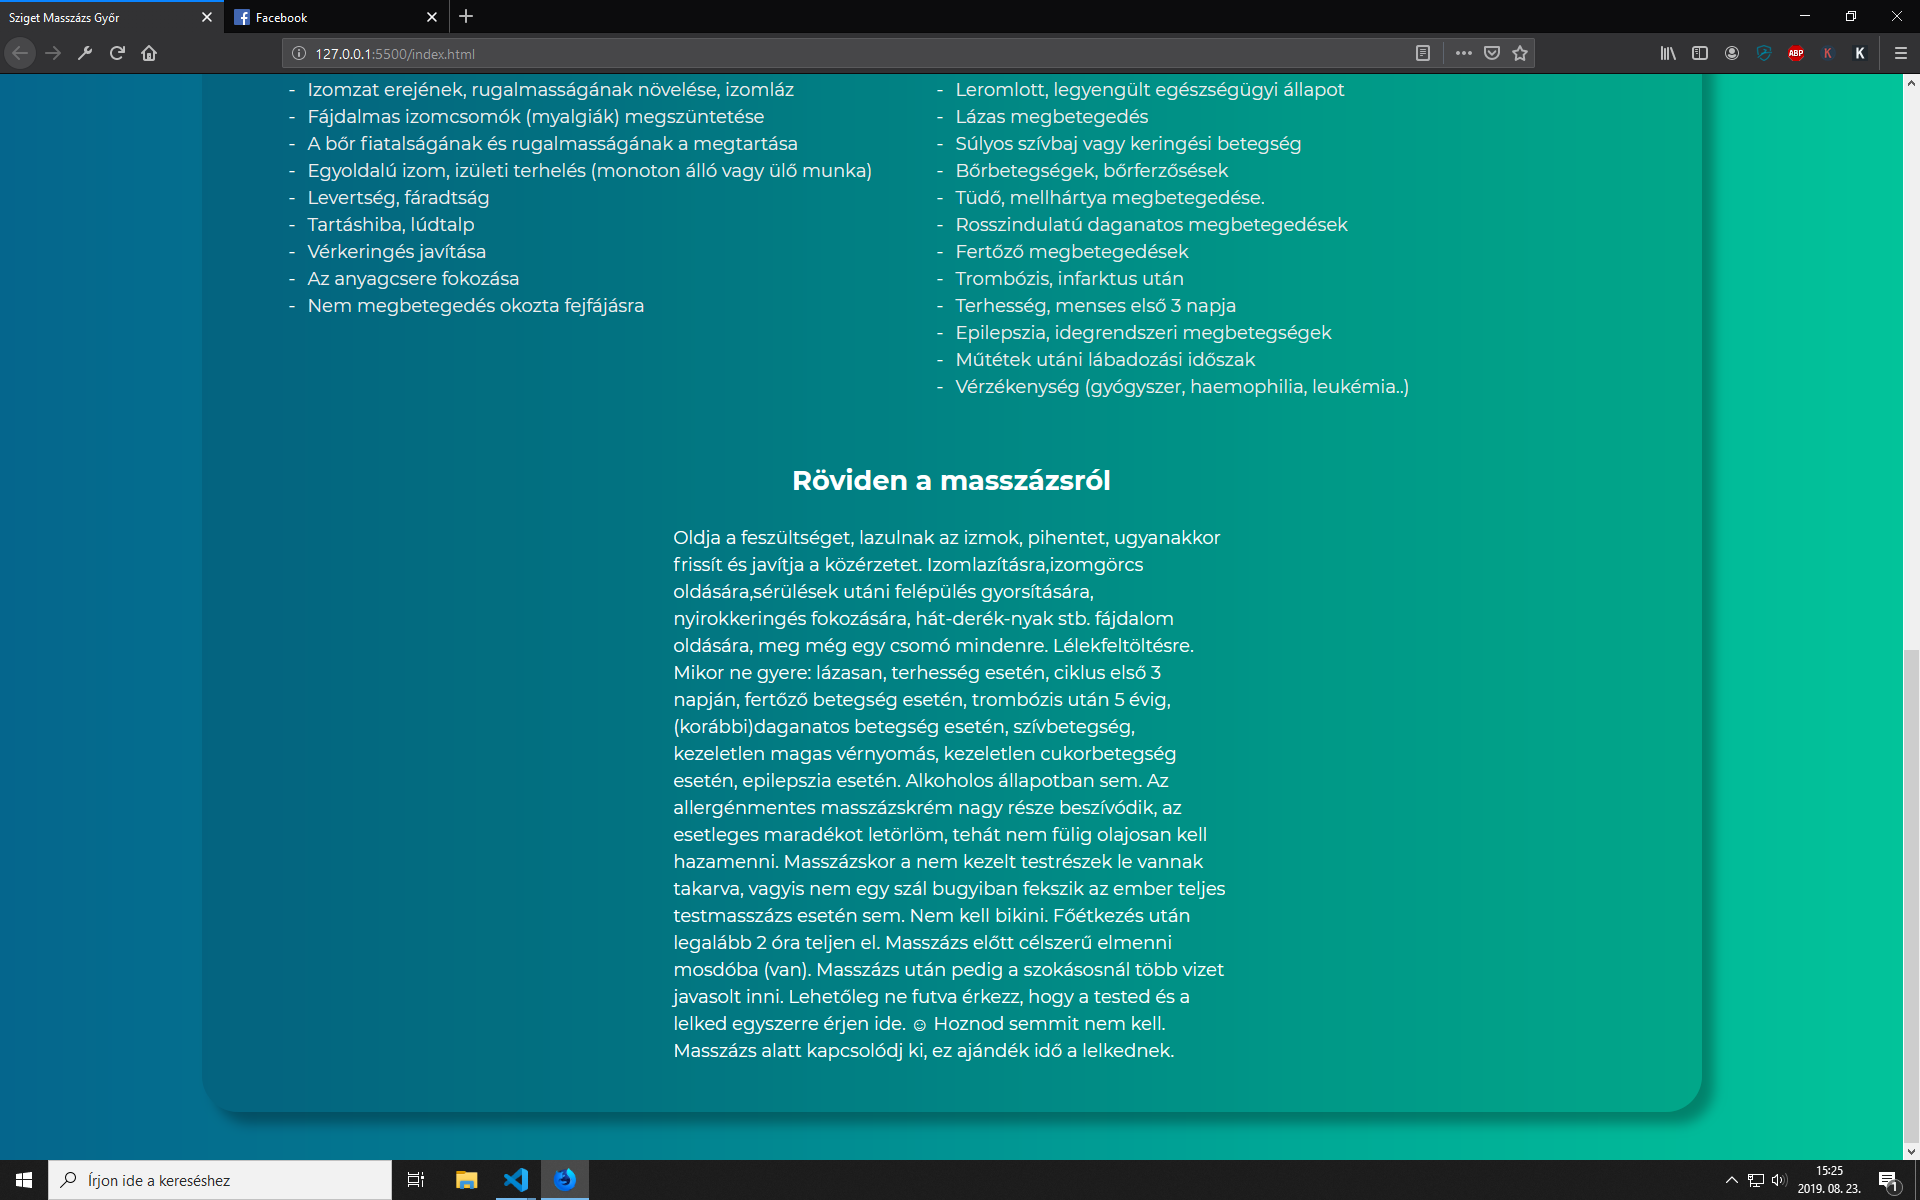 Sziget Masszázs Győr
Facebook
127.0.0.1:5500/index.html
ABP
K
K
- Izomzat erejének, rugalmasságának növelése, izomláz
- Fájdalmas izomcsomók (myalgiák) megszüntetése
- A bőr fiatalságának és rugalmasságának a megtartása
- Egyoldalú izom, izületi terhelés (monoton álló vagy ülő munka)
- Levertség, fáradtság
- Tartáshiba, lúdtalp
- Vérkeringés javítása
- Az anyagcsere fokozása
- Nem megbetegedés okozta fejfájásra
- Leromlott, legyengült egészségügyi állapot
- Lázas megbetegedés
- Súlyos szívbaj vagy keringési betegség
- Bőrbetegségek, bőrferzősések
- Tüdő, mellhártya megbetegedése.
- Rosszindulatú daganatos megbetegedések
- Fertőző megbetegedések
- Trombózis, infarktus után
- Terhesség, menses első 3 napja
- Epilepszia, idegrendszeri megbetegségek
- Műtétek utáni lábadozási időszak
- Vérzékenység (gyógyszer, haemophilia, leukémia..)
Röviden a masszázsról
Oldja a feszültséget, lazulnak az izmok, pihentet, ugyanakkor
frissít és javítja a közérzetet. Izomlazításra,izomgörcs
oldására,sérülések utáni felépülés gyorsítására,
nyirokkeringés fokozására, hát-derék-nyak stb. fájdalom
oldására, meg még egy csomó mindenre. Lélekfeltöltésre.
Mikor ne gyere: lázasan, terhesség esetén, ciklus első 3
napján, fertőző betegség esetén, trombózis után 5 évig,
(korábbi)daganatos betegség esetén, szívbetegség,
kezeletlen magas vérnyomás, kezeletlen cukorbetegség
esetén, epilepszia esetén. Alkoholos állapotban sem. Az
allergénmentes masszázskrém nagy része beszívódik, az
esetleges maradékot letörlöm, tehát nem fülig olajosan kell
hazamenni. Masszázskor a nem kezelt testrészek le vannak
takarva, vagyis nem egy szál bugyiban fekszik az ember teljes
testmasszázs esetén sem. Nem kell bikini. Főétkezés után
legalább 2 óra teljen el. Masszázs előtt célszerű elmenni
mosdóba (van). Masszázs után pedig a szokásosnál több vizet
javasolt inni. Lehetőleg ne futva érkezz, hogy a tested és a
lelked egyszerre érjen ide. ☺ Hoznod semmit nem kell.
Masszázs alatt kapcsolódj ki, ez ajándék idő a lelkednek.
Írjon ide a kereséshez
15:25
2019. 08. 23.
1